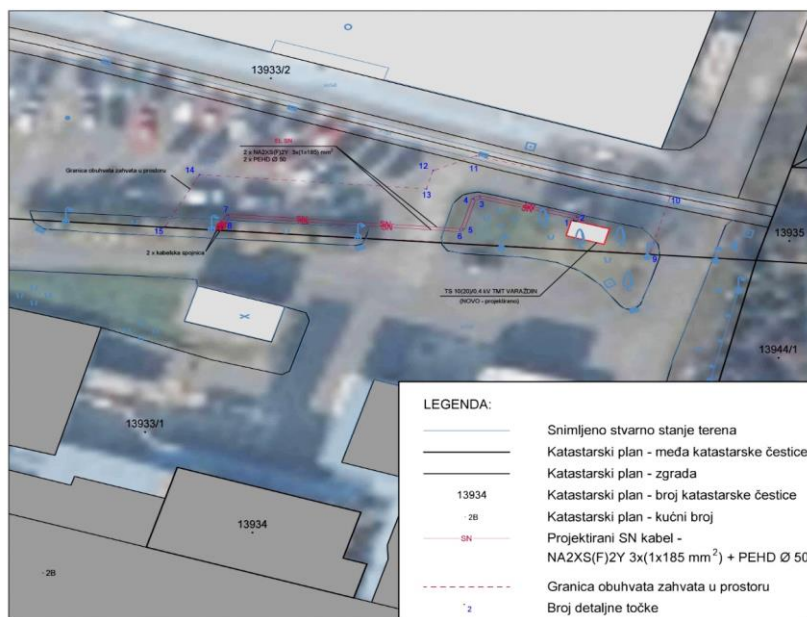 13933/2
EL SN
2 x NA2XS(F)2Y 3x(1x185) mm²
2 x PEHD Ø 50
Granica obuhvata zahvata u prostoru
14
12
11
13
10
4
3
SN
2
1
7
8
SN
SN
6
5
15
9
2 x kabelska spojnica
13935
TS 10(20)/0.4 kV TMT VARAŽDIN
(NOVO - projektirano)
13944/1
13933/1
13934
2B
LEGENDA:
Snimljeno stvarno stanje terena
Katastarski plan - međa katastarske čestice
Katastarski plan - zgrada
13934 Katastarski plan - broj katastarske čestice
2B Katastarski plan - kućni broj
SN Projektirani SN kabel -
NA2XS(F)2Y 3x(1x185 mm²) + PEHD Ø 50
Granica obuhvata zahvata u prostoru
2 Broj detaljne točke